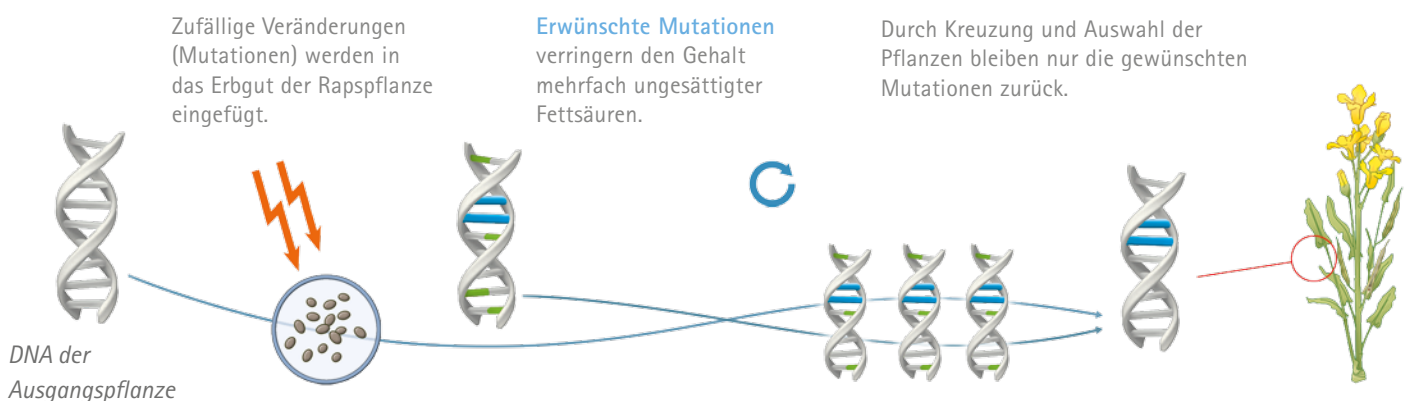 Zufällige Veränderungen
(Mutationen) werden in
das Erbgut der Rapspflanze
eingefügt.
Erwünschte Mutationen
verringern den Gehalt
mehrfach ungesättigter
Fettsäuren.
Durch Kreuzung und Auswahl der
Pflanzen bleiben nur die gewünschten
Mutationen zurück.
DNA der
Ausgangspflanze